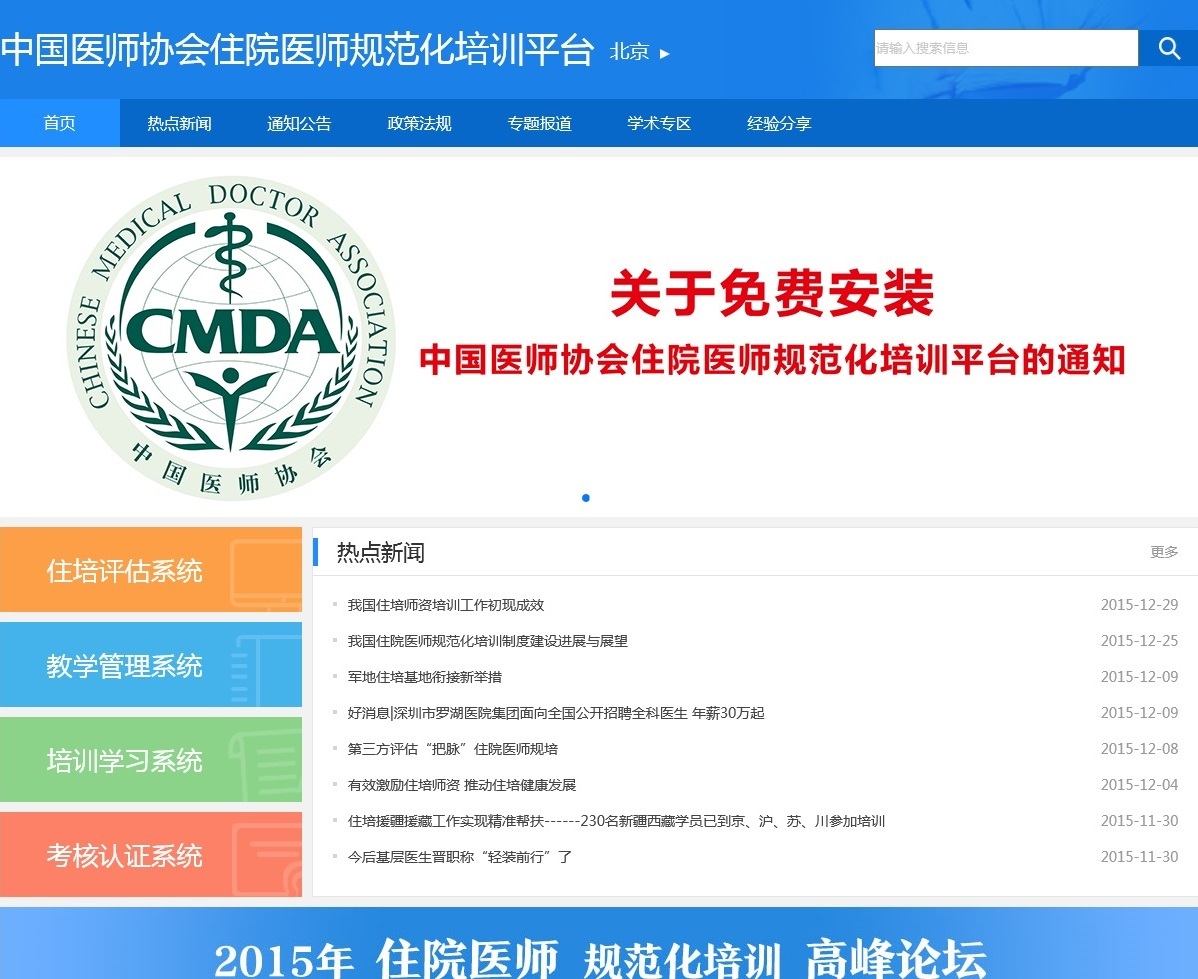 中国医师协会住院医师规范化培训平台 北京 ▸
请输入搜索信息
首页 热点新闻 通知公告 政策法规 专题报道 学术专区 经验分享
CHINESE MEDICAL DOCTOR ASSOCIATION
CMDA
中国医师协会
关于免费安装
中国医师协会住院医师规范化培训平台的通知
住培评估系统
教学管理系统
培训学习系统
考核认证系统
热点新闻 更多
我国住培师资培训工作初现成效 2015-12-29
我国住院医师规范化培训制度建设进展与展望 2015-12-25
军地住培基地衔接新举措 2015-12-09
好消息|深圳市罗湖医院集团面向全国公开招聘全科医生 年薪30万起 2015-12-09
第三方评估“把脉”住院医师规培 2015-12-08
有效激励住培师资 推动住培健康发展 2015-12-04
住培援疆援藏工作实现精准帮扶------230名新疆西藏学员已到京、沪、苏、川参加培训 2015-11-30
今后基层医生晋职称“轻装前行”了 2015-11-30
2015年 住院医师 规范化培训 高峰论坛